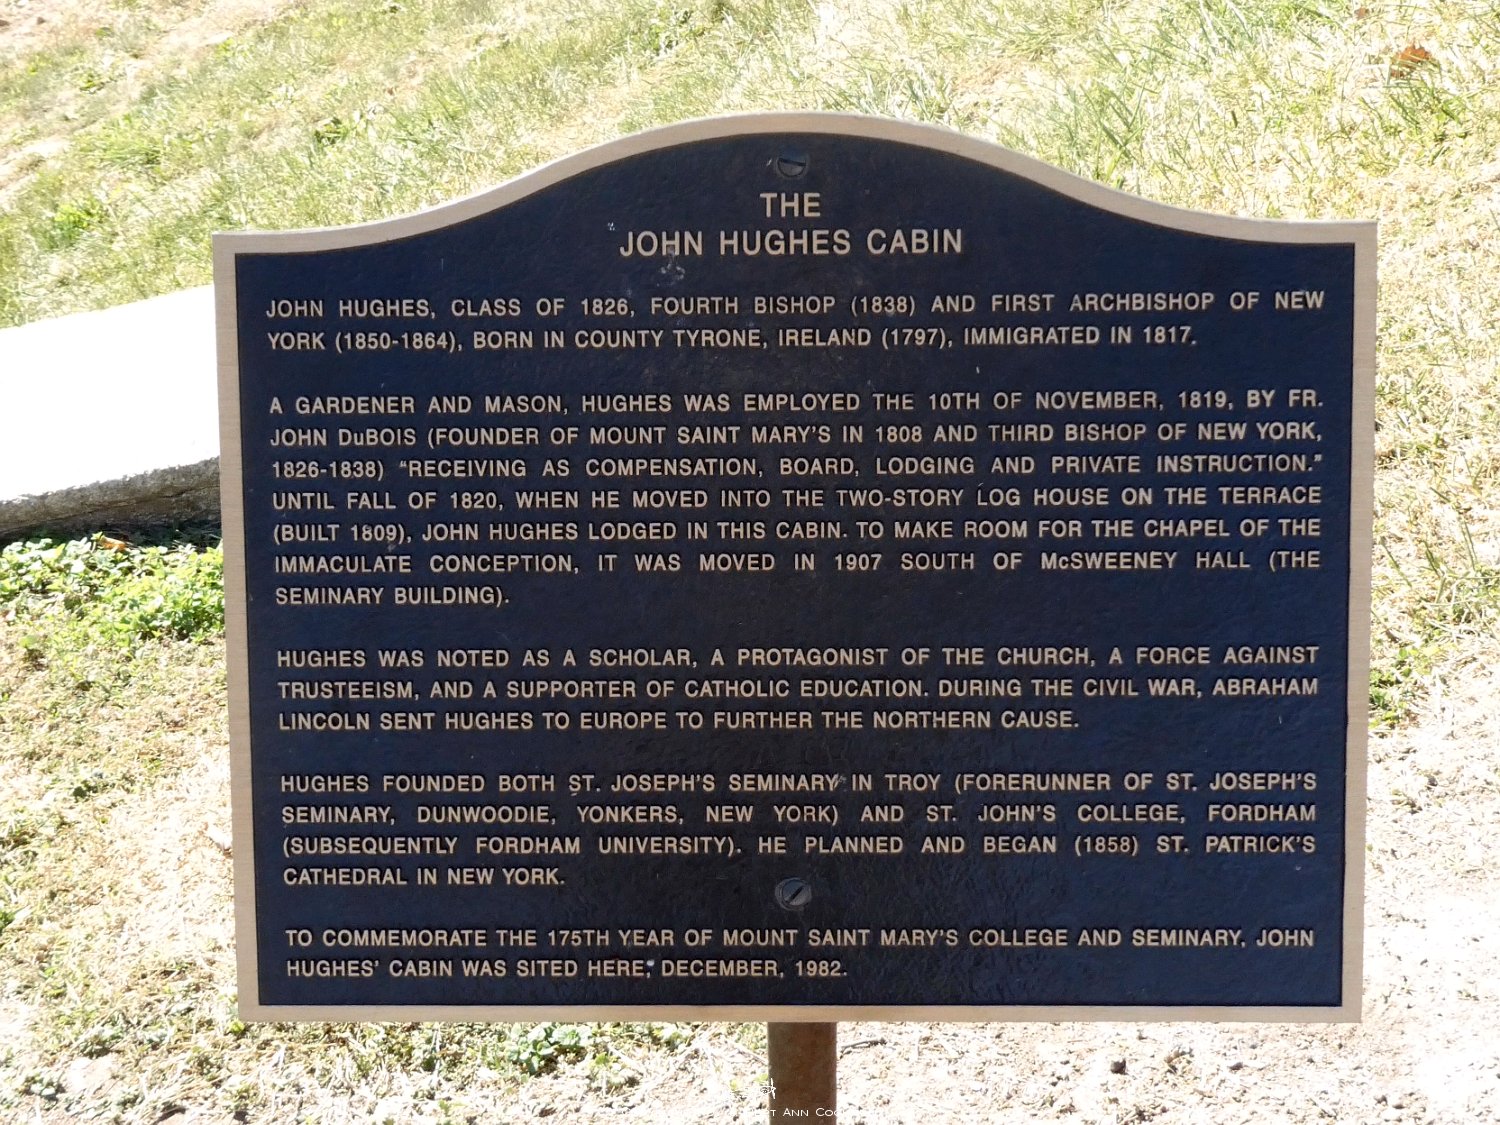 THE
JOHN HUGHES CABIN
JOHN HUGHES, CLASS OF 1826, FOURTH BISHOP (1838) AND FIRST ARCHBISHOP OF NEW
YORK (1850-1864), BORN IN COUNTY TYRONE, IRELAND (1797), IMMIGRATED IN 1817.
A GARDENER AND MASON, HUGHES WAS EMPLOYED THE 10TH OF NOVEMBER, 1819, BY FR.
JOHN DuBOIS (FOUNDER OF MOUNT SAINT MARY'S IN 1808 AND THIRD BISHOP OF NEW YORK,
1826-1838) "RECEIVING AS COMPENSATION, BOARD, LODGING AND PRIVATE INSTRUCTION."
UNTIL FALL OF 1820, WHEN HE MOVED INTO THE TWO-STORY LOG HOUSE ON THE TERRACE
(BUILT 1809), JOHN HUGHES LODGED IN THIS CABIN. TO MAKE ROOM FOR THE CHAPEL OF THE
IMMACULATE CONCEPTION, IT WAS MOVED IN 1907 SOUTH OF McSWEENEY HALL (THE
SEMINARY BUILDING).
HUGHES WAS NOTED AS A SCHOLAR, A PROTAGONIST OF THE CHURCH, A FORCE AGAINST
TRUSTEEISM, AND A SUPPORTER OF CATHOLIC EDUCATION. DURING THE CIVIL WAR, ABRAHAM
LINCOLN SENT HUGHES TO EUROPE TO FURTHER THE NORTHERN CAUSE.
HUGHES FOUNDED BOTH ST. JOSEPH'S SEMINARY IN TROY (FORERUNNER OF ST. JOSEPH'S
SEMINARY, DUNWOODIE, YONKERS, NEW YORK) AND ST. JOHN'S COLLEGE, FORDHAM
(SUBSEQUENTLY FORDHAM UNIVERSITY). HE PLANNED AND BEGAN (1858) ST. PATRICK'S
CATHEDRAL IN NEW YORK.
TO COMMEMORATE THE 175TH YEAR OF MOUNT SAINT MARY'S COLLEGE AND SEMINARY, JOHN
HUGHES' CABIN WAS SITED HERE, DECEMBER, 1982.
ANN